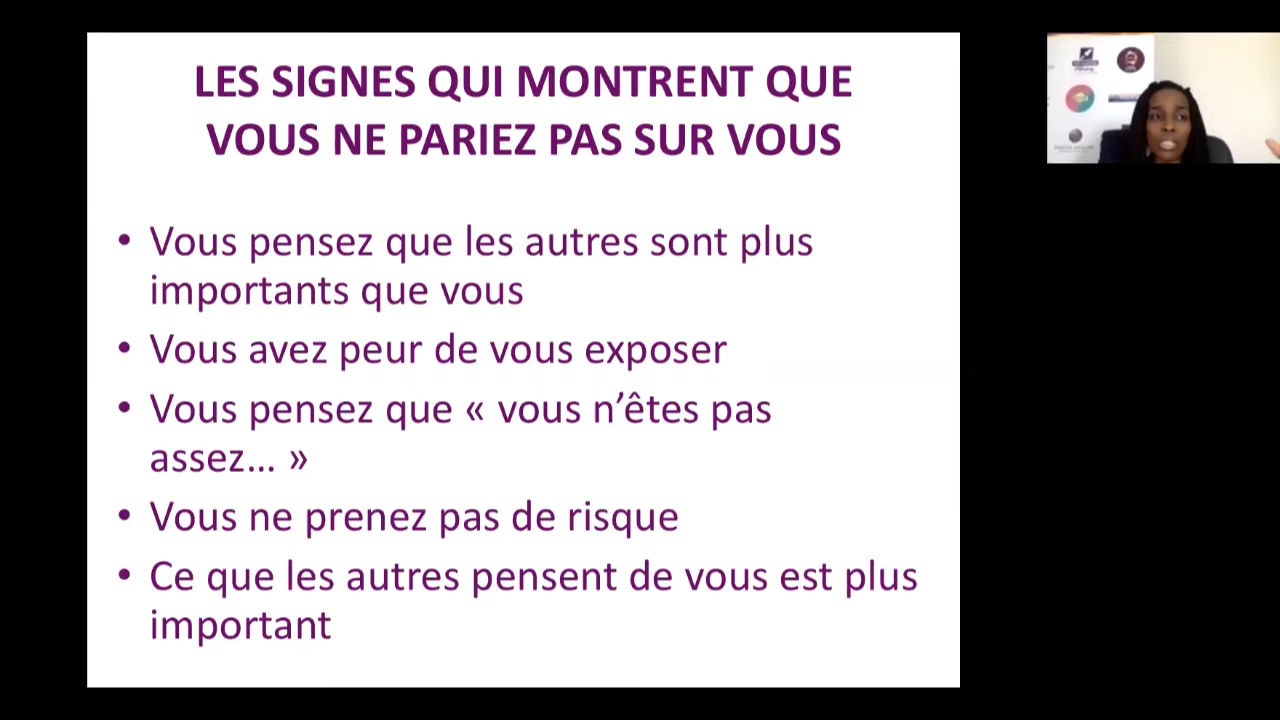 LES SIGNES QUI MONTRENT QUE
VOUS NE PARIEZ PAS SUR VOUS
• Vous pensez que les autres sont plus
importants que vous
• Vous avez peur de vous exposer
• Vous pensez que « vous n’êtes pas
assez… »
• Vous ne prenez pas de risque
• Ce que les autres pensent de vous est plus
important